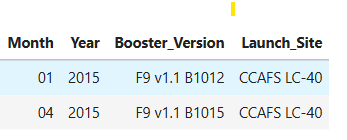 Month Year Booster_Version Launch_Site
01 2015 F9 v1.1 B1012 CCAFS LC-40
04 2015 F9 v1.1 B1015 CCAFS LC-40